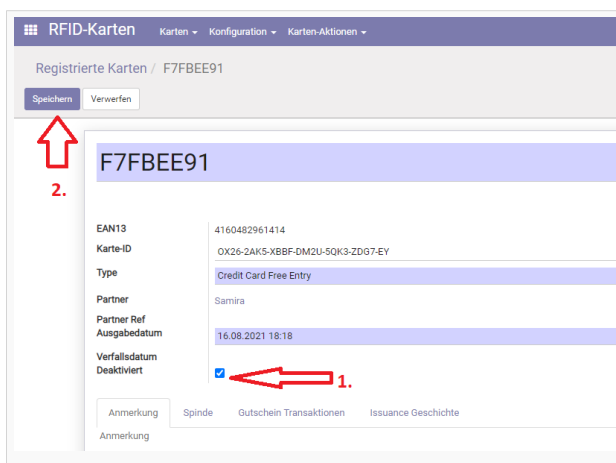 RFID-Karten Karten Konfiguration Karten-Aktionen
Registrierte Karten / F7FBEE91
Speichern Verwerfen
F7FBEE91
2.
EAN13 4160482961414
Karte-ID OX26-2AK5-XBBF-DM2U-5QK3-ZDG7-EY
Type Credit Card Free Entry
Partner Samira
Partner Ref
Ausgabedatum 16.08.2021 18:18
Verfallsdatum
Deaktiviert
1.
Anmerkung Spinde Gutschein Transaktionen Issuance Geschichte
Anmerkung